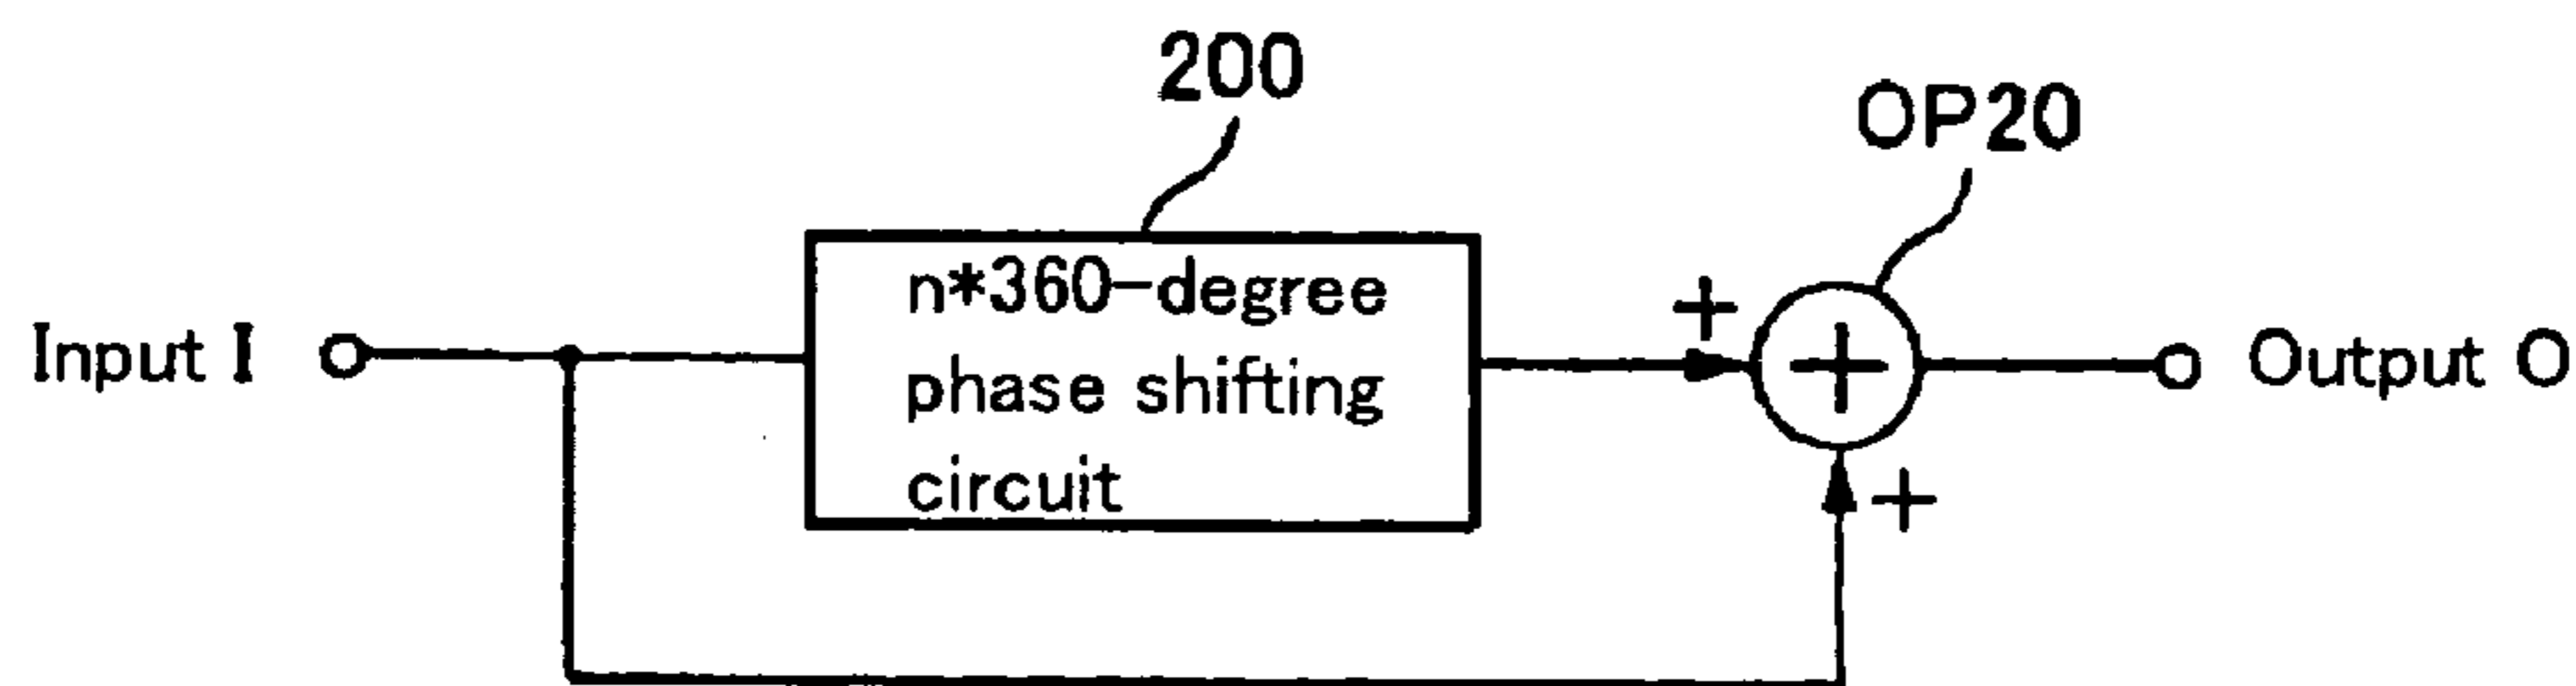 200
OP20
Input I
n*360-degree
phase shifting
circuit
+
+
+
Output O